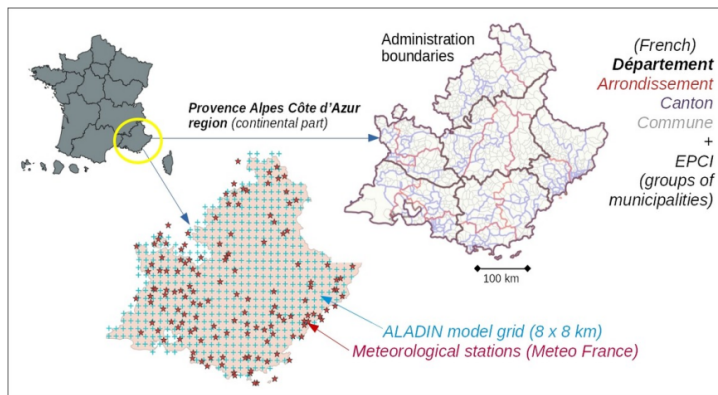 Administration
boundaries
(French)
Département
Arrondissement
Canton
Commune
+
EPCI
(groups of
municipalities)
Provence Alpes Côte d'Azur
region (continental part)
100 km
ALADIN model grid (8 x 8 km)
Meteorological stations (Meteo France)